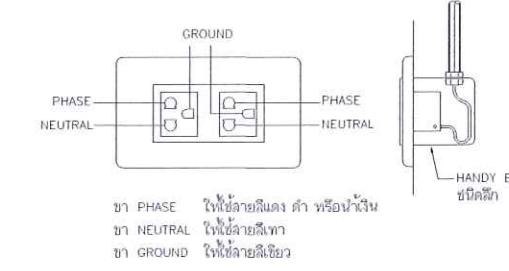 GROUND
PHASE
PHASE
NEUTRAL
NEUTRAL
HANDY
ชนิดลึก
ขา PHASE ให้ใช้สายสีแดง ดำ หรือน้ำเงิน
ขา NEUTRAL ให้ใช้สายสีเทา
ขา GROUND ให้ใช้สายสีเขียว